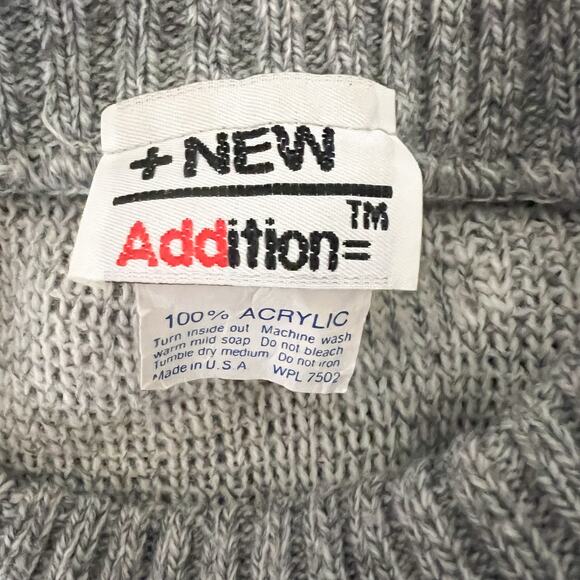 + NEW
Addition=™
100% ACRYLIC
Turn inside out Machine wash
warm mild soap Do not bleach
Tumble dry medium Do not iron
Made in U.S.A. WPL 7502